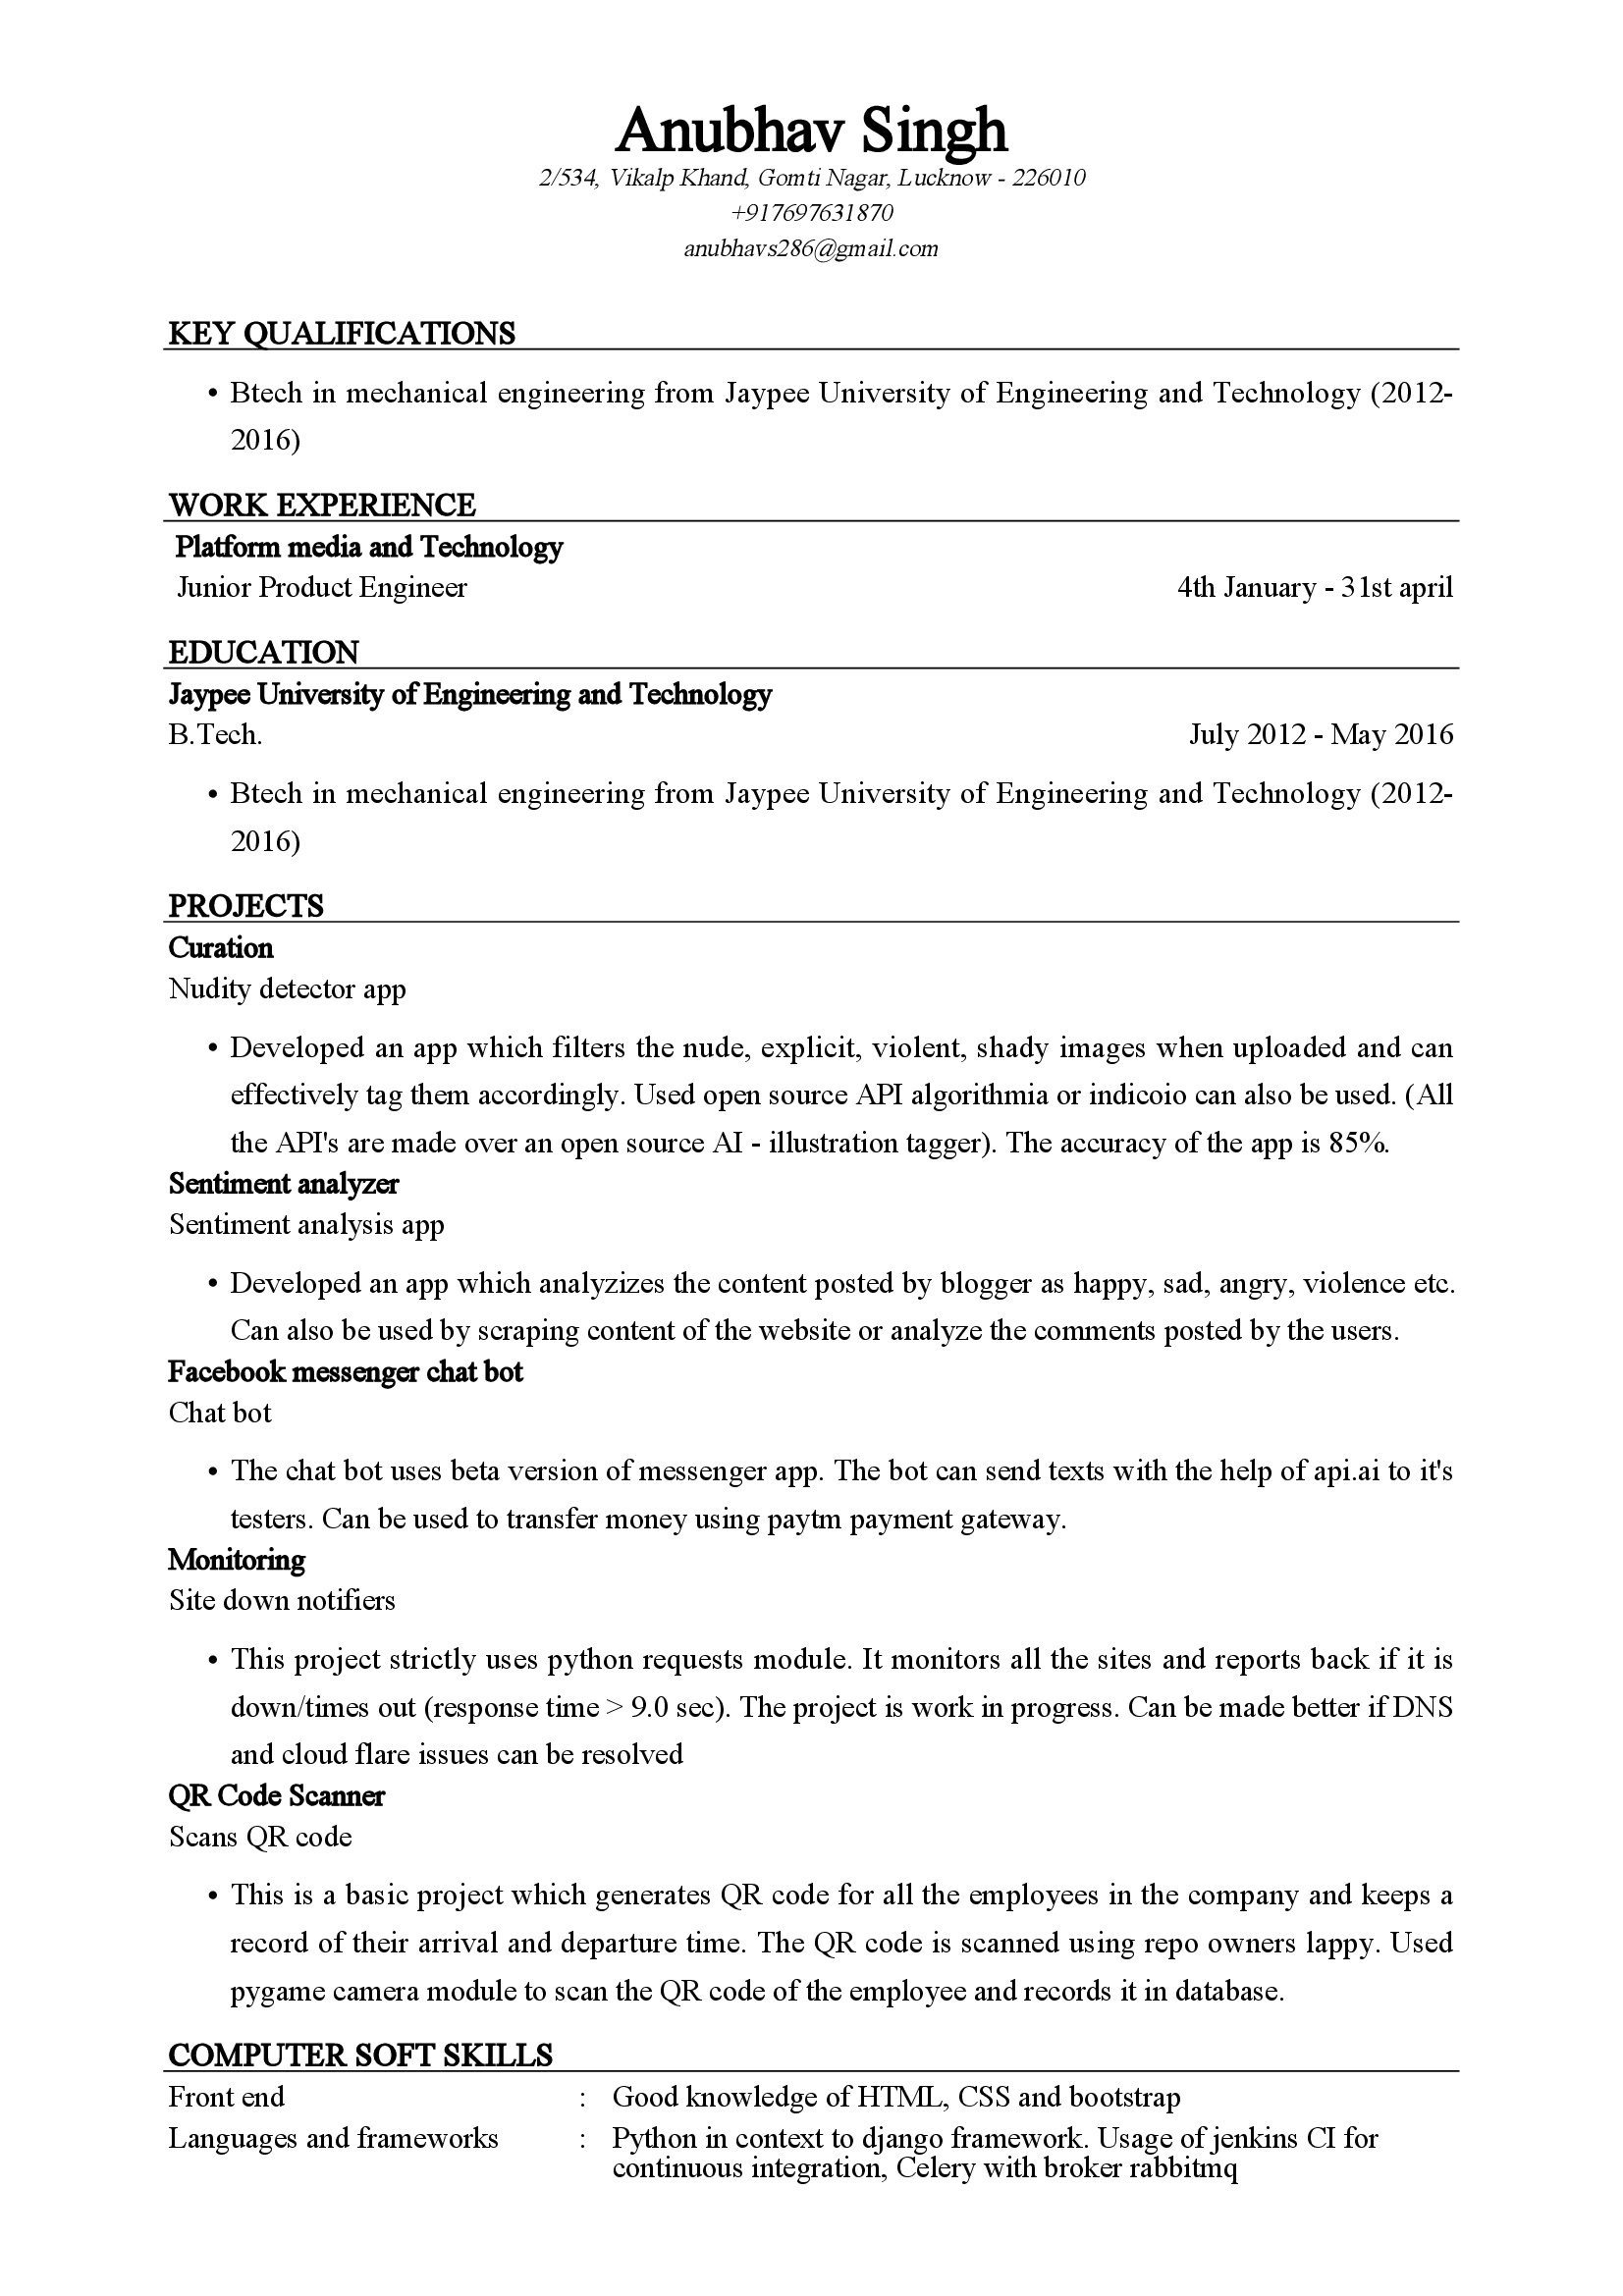 Anubhav Singh
2/534, Vikalp Khand, Gomti Nagar, Lucknow - 226010
+917697631870
anubhavs286@gmail.com
KEY QUALIFICATIONS
• Btech in mechanical engineering from Jaypee University of Engineering and Technology (2012-
2016)
WORK EXPERIENCE
Platform media and Technology
Junior Product Engineer 4th January - 31st april
EDUCATION
Jaypee University of Engineering and Technology
B.Tech. July 2012 - May 2016
• Btech in mechanical engineering from Jaypee University of Engineering and Technology (2012-
2016)
PROJECTS
Curation
Nudity detector app
• Developed an app which filters the nude, explicit, violent, shady images when uploaded and can
effectively tag them accordingly. Used open source API algorithmia or indicoio can also be used. (All
the API's are made over an open source AI - illustration tagger). The accuracy of the app is 85%.
Sentiment analyzer
Sentiment analysis app
• Developed an app which analyzizes the content posted by blogger as happy, sad, angry, violence etc.
Can also be used by scraping content of the website or analyze the comments posted by the users.
Facebook messenger chat bot
Chat bot
• The chat bot uses beta version of messenger app. The bot can send texts with the help of api.ai to it's
testers. Can be used to transfer money using paytm payment gateway.
Monitoring
Site down notifiers
• This project strictly uses python requests module. It monitors all the sites and reports back if it is
down/times out (response time > 9.0 sec). The project is work in progress. Can be made better if DNS
and cloud flare issues can be resolved
QR Code Scanner
Scans QR code
• This is a basic project which generates QR code for all the employees in the company and keeps a
record of their arrival and departure time. The QR code is scanned using repo owners lappy. Used
pygame camera module to scan the QR code of the employee and records it in database.
COMPUTER SOFT SKILLS
Front end : Good knowledge of HTML, CSS and bootstrap
Languages and frameworks : Python in context to django framework. Usage of jenkins CI for
continuous integration, Celery with broker rabbitmq